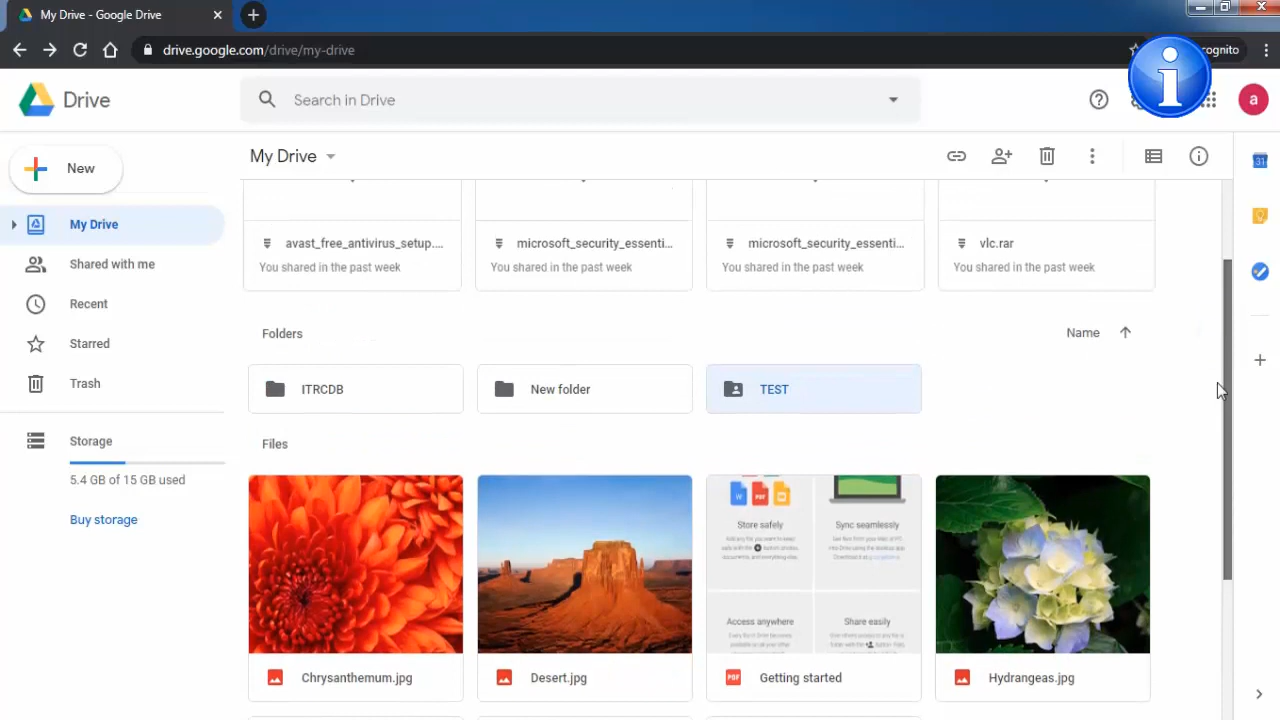 My Drive - Google Drive
drive.google.com/drive/my-drive
cognito
Drive
Search in Drive
a
New
My Drive
31
My Drive
Shared with me
Recent
Starred
Trash
Storage
5.4 GB of 15 GB used
Buy storage
avast_free_antivirus_setup....
microsoft_security_essenti...
microsoft_security_essenti...
vlc.rar
You shared in the past week
You shared in the past week
You shared in the past week
You shared in the past week
Folders
Name
ITRCDB
New folder
TEST
Files
W
PDF
Store safely
Sync seamlessly
Access anywhere
Share easily
Chrysanthemum.jpg
Desert.jpg
PDF
Getting started
Hydrangeas.jpg